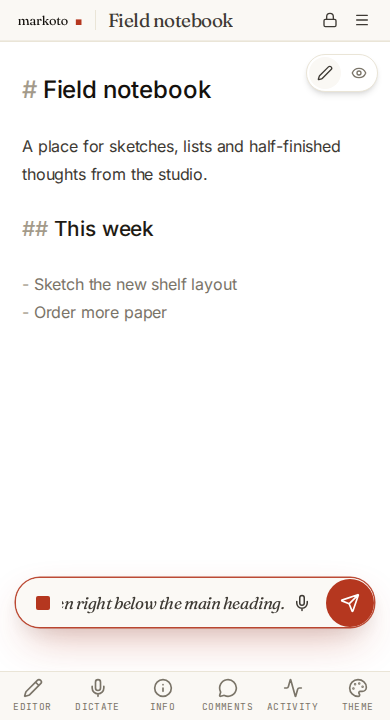 markoto
Field notebook
# Field notebook
A place for sketches, lists and half-finished
thoughts from the studio.
## This week
- Sketch the new shelf layout
- Order more paper
right below the main heading.
EDITOR
DICTATE
INFO
COMMENTS
ACTIVITY
THEME